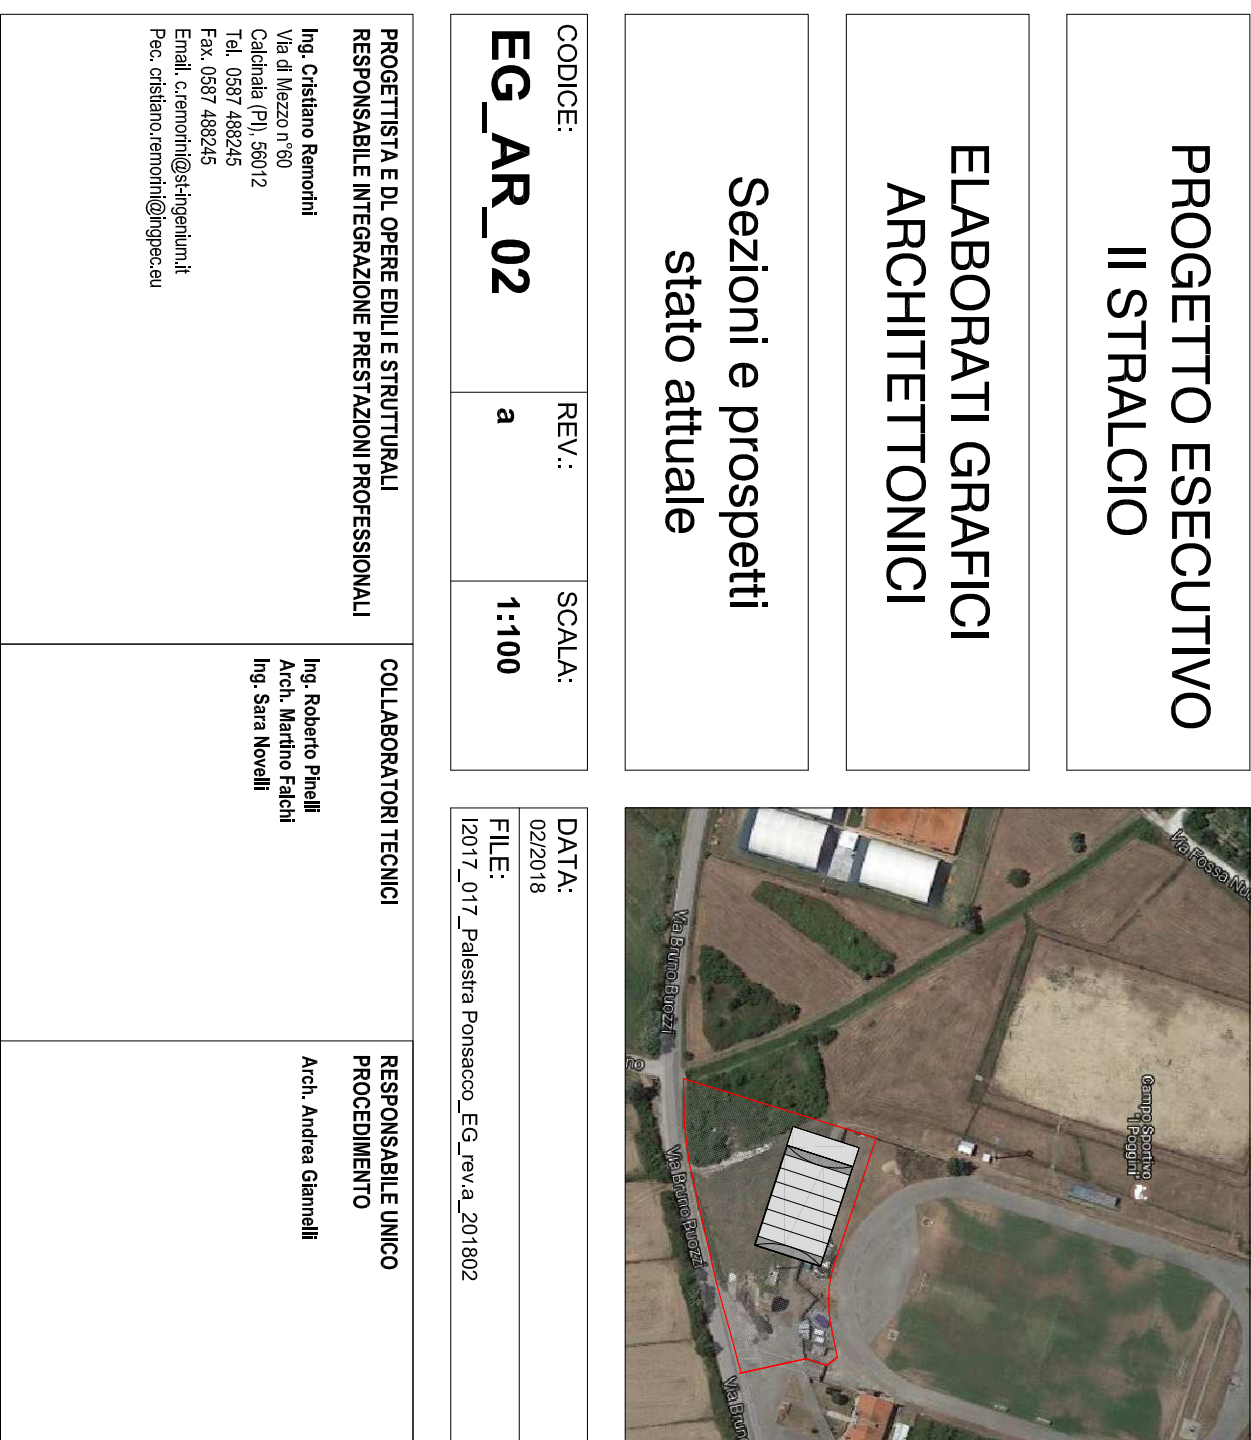 PROGETTO ESECUTIVO
II STRALCIO
ELABORATI GRAFICI
ARCHITETTONICI
Sezioni e prospetti
stato attuale
CODICE:
EG_AR_02
REV.:
a
SCALA:
1:100
DATA:
02/2018
FILE:
I2017_017_Palestra Ponsacco_EG_rev.a_201802
PROGETTISTA E DL OPERE EDILI E STRUTTURALI
RESPONSABILE INTEGRAZIONE PRESTAZIONI PROFESSIONALI
Ing. Cristiano Remorini
Via di Mezzo n°60
Calcinaia (PI), 56012
Tel. 0587 488245
Fax. 0587 488245
Email. c.remorini@st-ingenium.it
Pec. cristiano.remorini@ingpec.eu
COLLABORATORI TECNICI
Ing. Roberto Pinelli
Arch. Martino Falchi
Ing. Sara Novelli
RESPONSABILE UNICO
PROCEDIMENTO
Arch. Andrea Giannelli
Via Fossa Nuo
Campo Sportivo
"I Poggini"
Via Bruno Buozzi
Via Bruno Buozzi
Via Brun